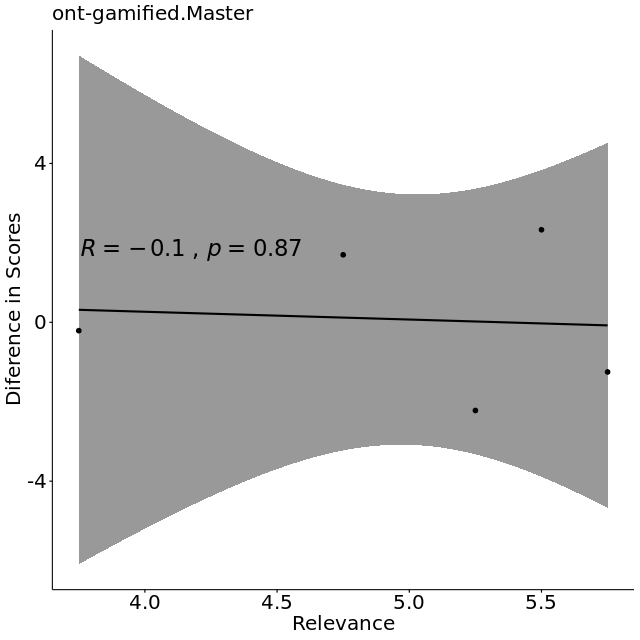 ont-gamified.Master
4
R = −0.1 , p = 0.87
0
-4
Diference in Scores
4.0 4.5 5.0 5.5
Relevance